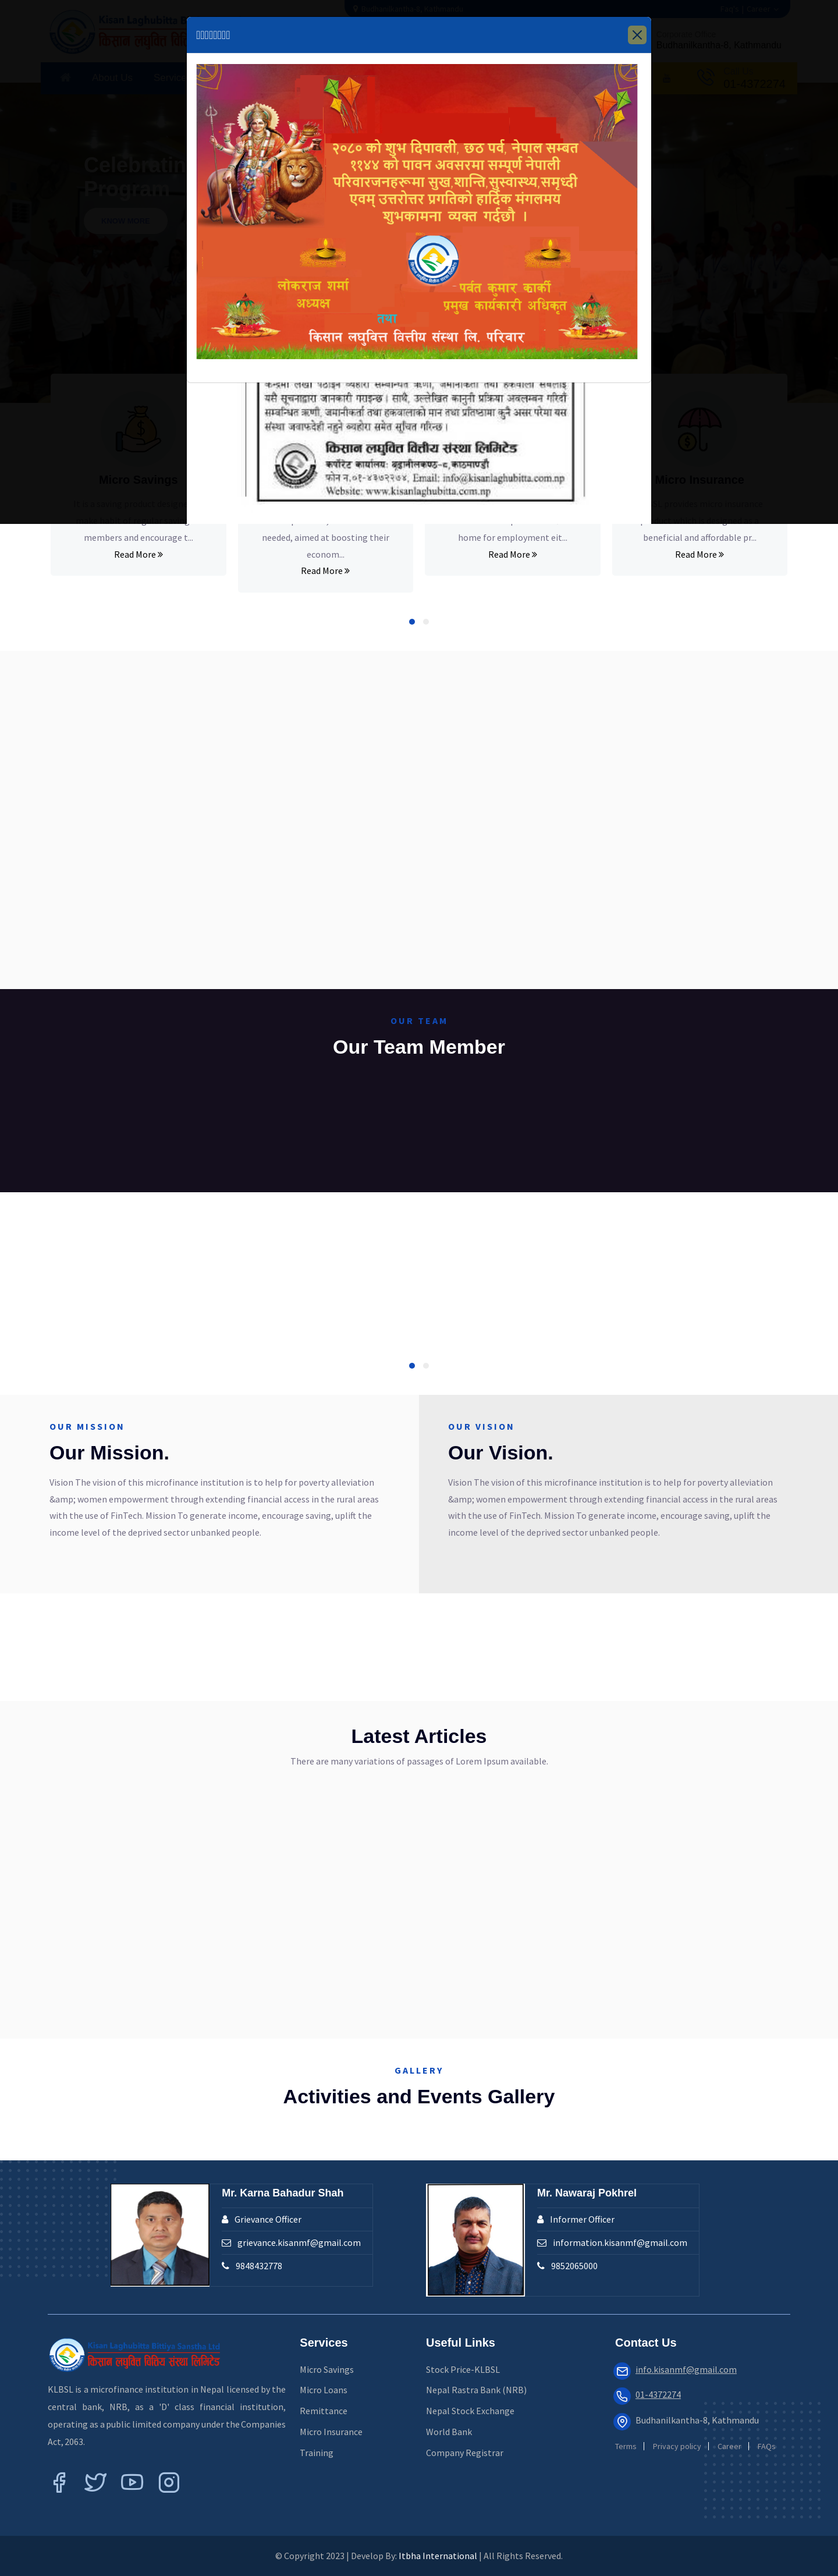 Kisan Laghubitta
किसान लघुवित्त
Budhanilkantha-8, Kathmandu
About Us
01-4372274
Celebratin
Program
२०८० को शुभ दिपावली, छठ पर्व, नेपाल सम्वत
११४४ को पावन अवसरमा सम्पूर्ण नेपाली
परिवारजनहरूमा सुख,शान्ति,सुस्वास्थ्य,समृध्दी
एवम् उत्तरोत्तर प्रगतिको हार्दिक मंगलमय
शुभकामना व्यक्त गर्दछौं ।
लोकराज शर्मा
अध्यक्ष
पर्वत कुमार कार्की
प्रमुख कार्यकारी अधिकृत
तथा
किसान लघुवित्त वित्तीय संस्था लि. परिवार
यसै सूचनाद्वारा जानकारी गराइन्छ । साथै, उल्लेखित कानुनी प्रक्रिया अवलम्बन गरिंदा
सम्बन्धित ऋणी, जमानीकर्ता तथा हकवालाको मान तथा प्रतिष्ठामा कुनै असर परेमा यस
संस्था जवाफदेही नहुने व्यहोरा समेत सूचित गरिन्छ ।
किसान लघुवित्त वित्तीय संस्था लिमिटेड
कर्पोरेट कार्यालयः बूढानीलकण्ठ-८, काठमाण्डौ
फोन नं.०१-४३७२२७४, Email: info@kisanlaghubitta.com.np
Website: www.kisanlaghubitta.com.np
Micro Savings
Micro Insurance
members and encourage t...
Read More
needed, aimed at boosting their
econom...
Read More
home for employment eit...
Read More
beneficial and affordable pr...
Read More
OUR TEAM
Our Team Member
OUR MISSION
Our Mission.
Vision The vision of this microfinance institution is to help for poverty alleviation
&amp; women empowerment through extending financial access in the rural areas
with the use of FinTech. Mission To generate income, encourage saving, uplift the
income level of the deprived sector unbanked people.
OUR VISION
Our Vision.
Vision The vision of this microfinance institution is to help for poverty alleviation
&amp; women empowerment through extending financial access in the rural areas
with the use of FinTech. Mission To generate income, encourage saving, uplift the
income level of the deprived sector unbanked people.
Latest Articles
There are many variations of passages of Lorem Ipsum available.
GALLERY
Activities and Events Gallery
Mr. Karna Bahadur Shah
Grievance Officer
grievance.kisanmf@gmail.com
9848432778
Mr. Nawaraj Pokhrel
Informer Officer
information.kisanmf@gmail.com
9852065000
Kisan Laghubitta Bittiya Sanstha Ltd
किसान लघुवित्त वित्तिय संस्था लिमिटेड
KLBSL is a microfinance institution in Nepal licensed by the
central bank, NRB, as a 'D' class financial institution,
operating as a public limited company under the Companies
Act, 2063.
Services
Micro Savings
Micro Loans
Remittance
Micro Insurance
Training
Useful Links
Stock Price-KLBSL
Nepal Rastra Bank (NRB)
Nepal Stock Exchange
World Bank
Company Registrar
Contact Us
info.kisanmf@gmail.com
01-4372274
Budhanilkantha-8, Kathmandu
Terms | Privacy policy | Career | FAQs
© Copyright 2023 | Develop By: Itbha International | All Rights Reserved.